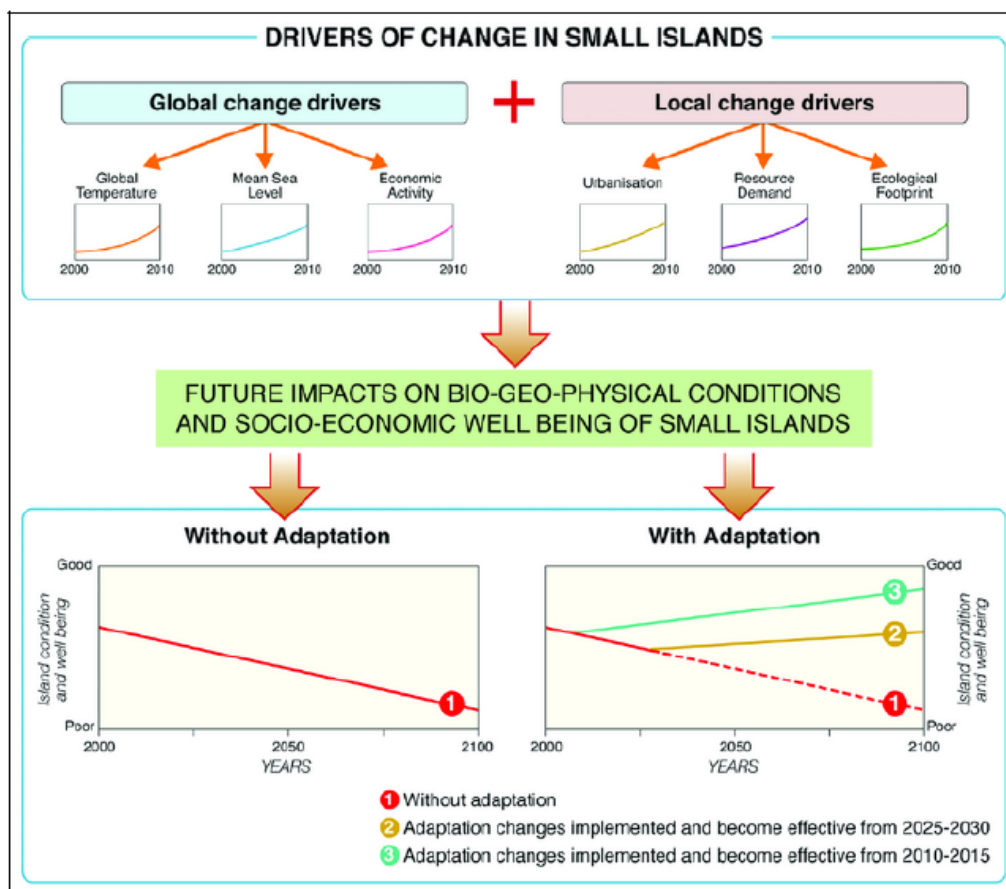 DRIVERS OF CHANGE IN SMALL ISLANDS
Global change drivers
+
Local change drivers
Global
Temperature
Mean Sea
Level
Economic
Activity
Urbanisation
Resource
Demand
Ecological
Footprint
2000
2010
2000
2010
2000
2010
2000
2010
2000
2010
2000
2010
FUTURE IMPACTS ON BIO-GEO-PHYSICAL CONDITIONS
AND SOCIO-ECONOMIC WELL BEING OF SMALL ISLANDS
Without Adaptation
Good
Island condition
and well being
Poor
1
2000
2050
2100
YEARS
With Adaptation
Good
3
2
1
Island condition
and well being
Poor
2000
2050
2100
YEARS
1 Without adaptation
2 Adaptation changes implemented and become effective from 2025-2030
3 Adaptation changes implemented and become effective from 2010-2015